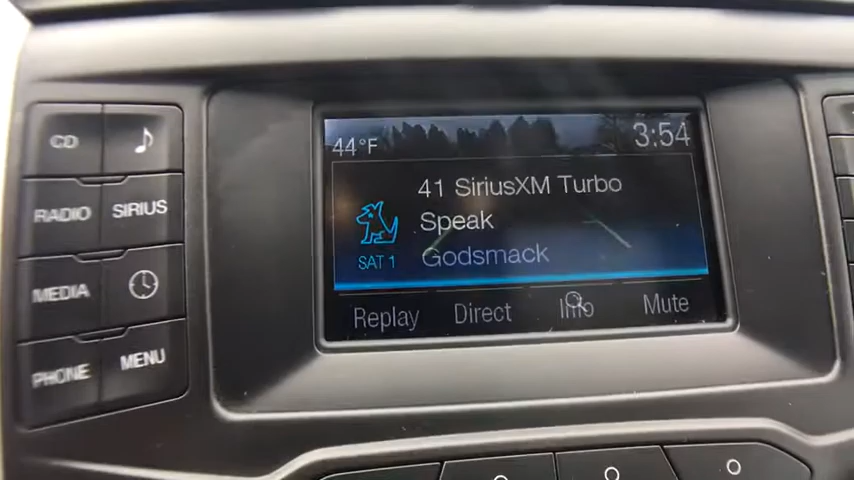 CD
RADIO
SIRIUS
MEDIA
PHONE
MENU
44°F
3:54
41 SiriusXM Turbo
Speak
Godsmack
SAT 1
Replay
Direct
Info
Mute